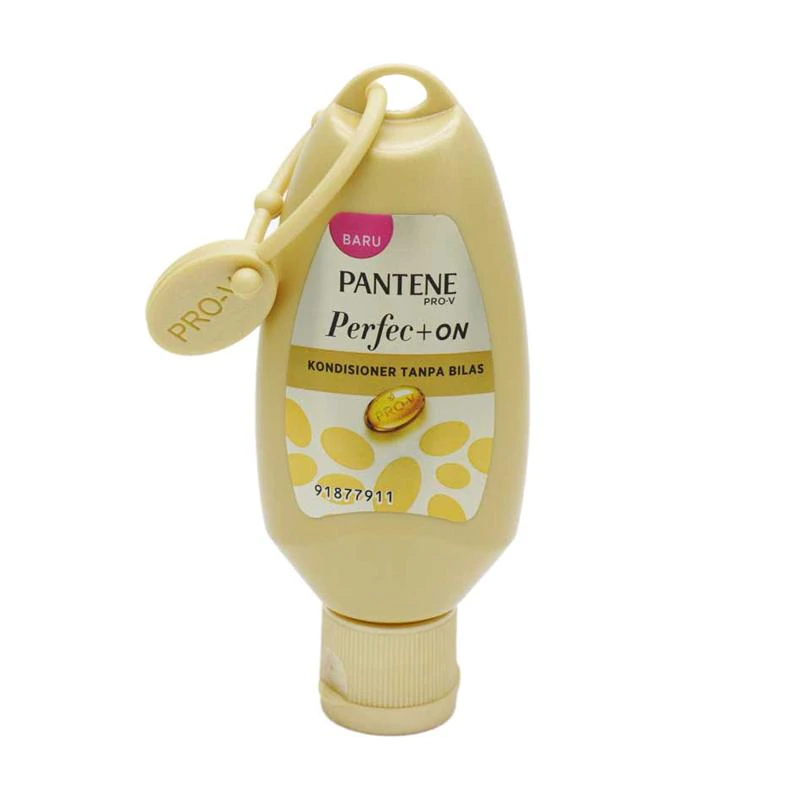 BARU
PANTENE
PRO-V
Perfec+ON
KONDISIONER TANPA BILAS
PRO-V
91877911
PRO-V